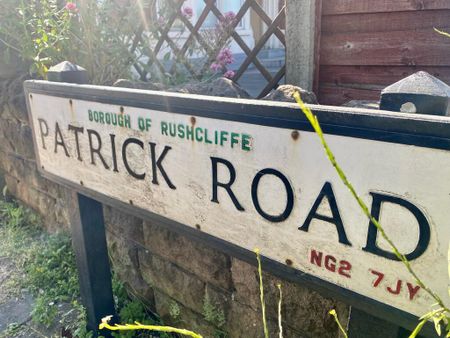 BOROUGH OF RUSHCLIFFE
PATRICK ROAD
NG2 7JY